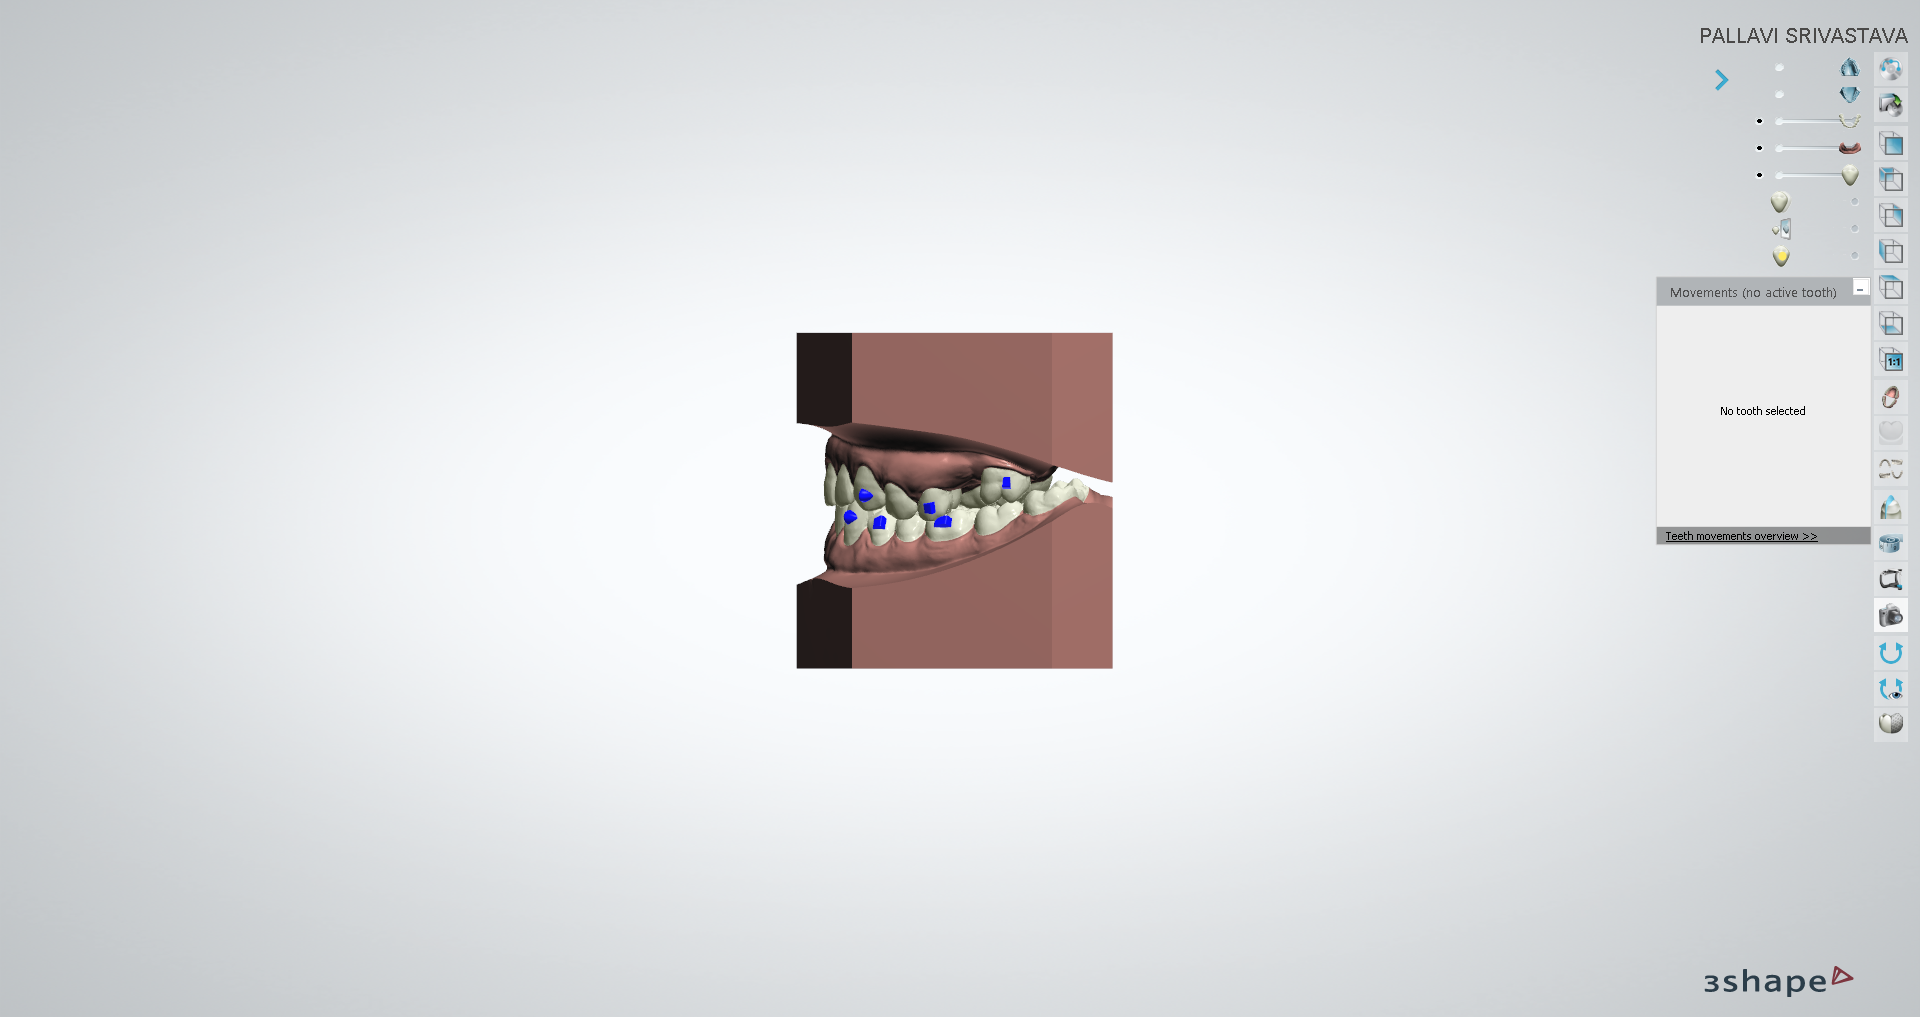 PALLAVI SRIVASTAVA
Movements (no active tooth)
1:1
No tooth selected
Teeth movements overview >>
3shape